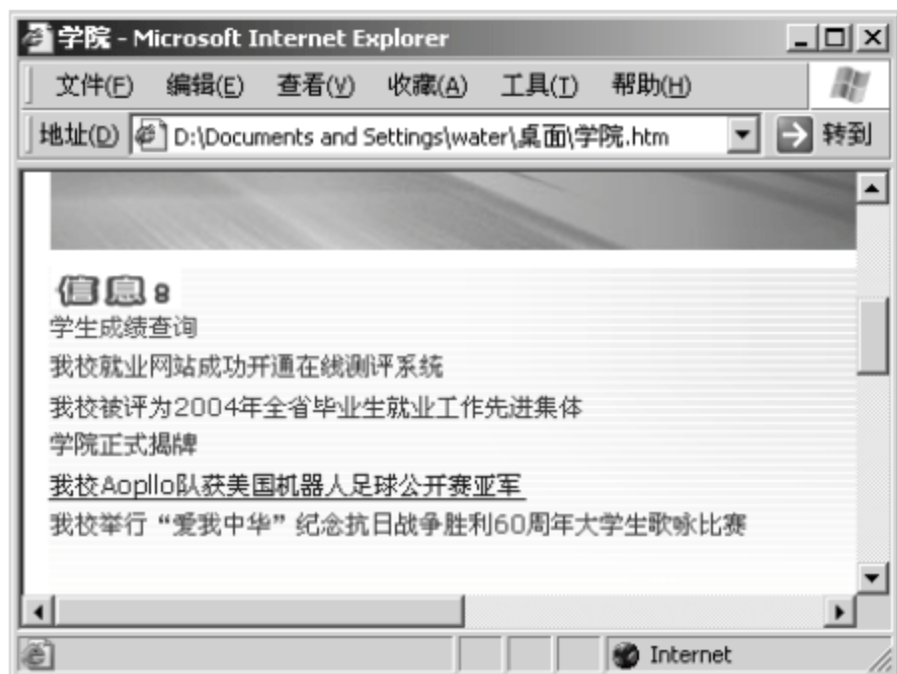 学院 - Microsoft Internet Explorer
文件(F) 编辑(E) 查看(V) 收藏(A) 工具(T) 帮助(H)
地址(D) D:\Documents and Settings\water\桌面\学院.htm 转到
信息8
学生成绩查询
我校就业网站成功开通在线测评系统
我校被评为2004年全省毕业生就业工作先进集体
学院正式揭牌
我校Aopllo队获美国机器人足球公开赛亚军
我校举行“爱我中华”纪念抗日战争胜利60周年大学生歌咏比赛
Internet